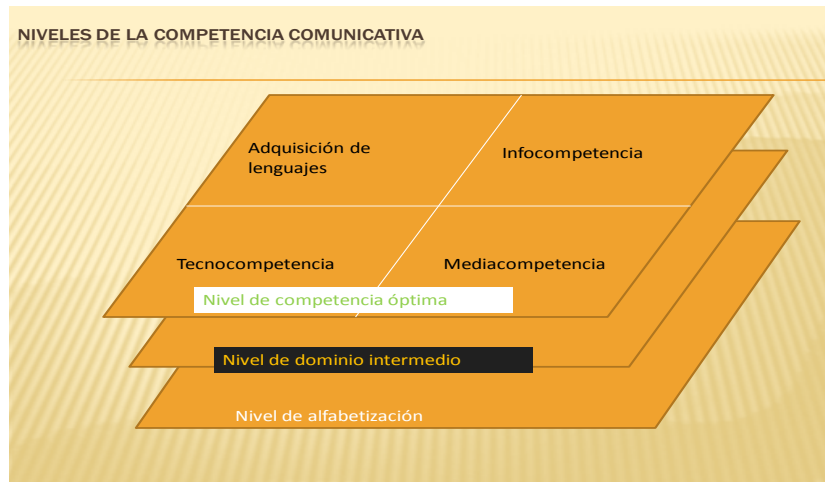 NIVELES DE LA COMPETENCIA COMUNICATIVA
Adquisición de
lenguajes
Infocompetencia
Tecnocompetencia
Mediacompetencia
Nivel de competencia óptima
Nivel de dominio intermedio
Nivel de alfabetización